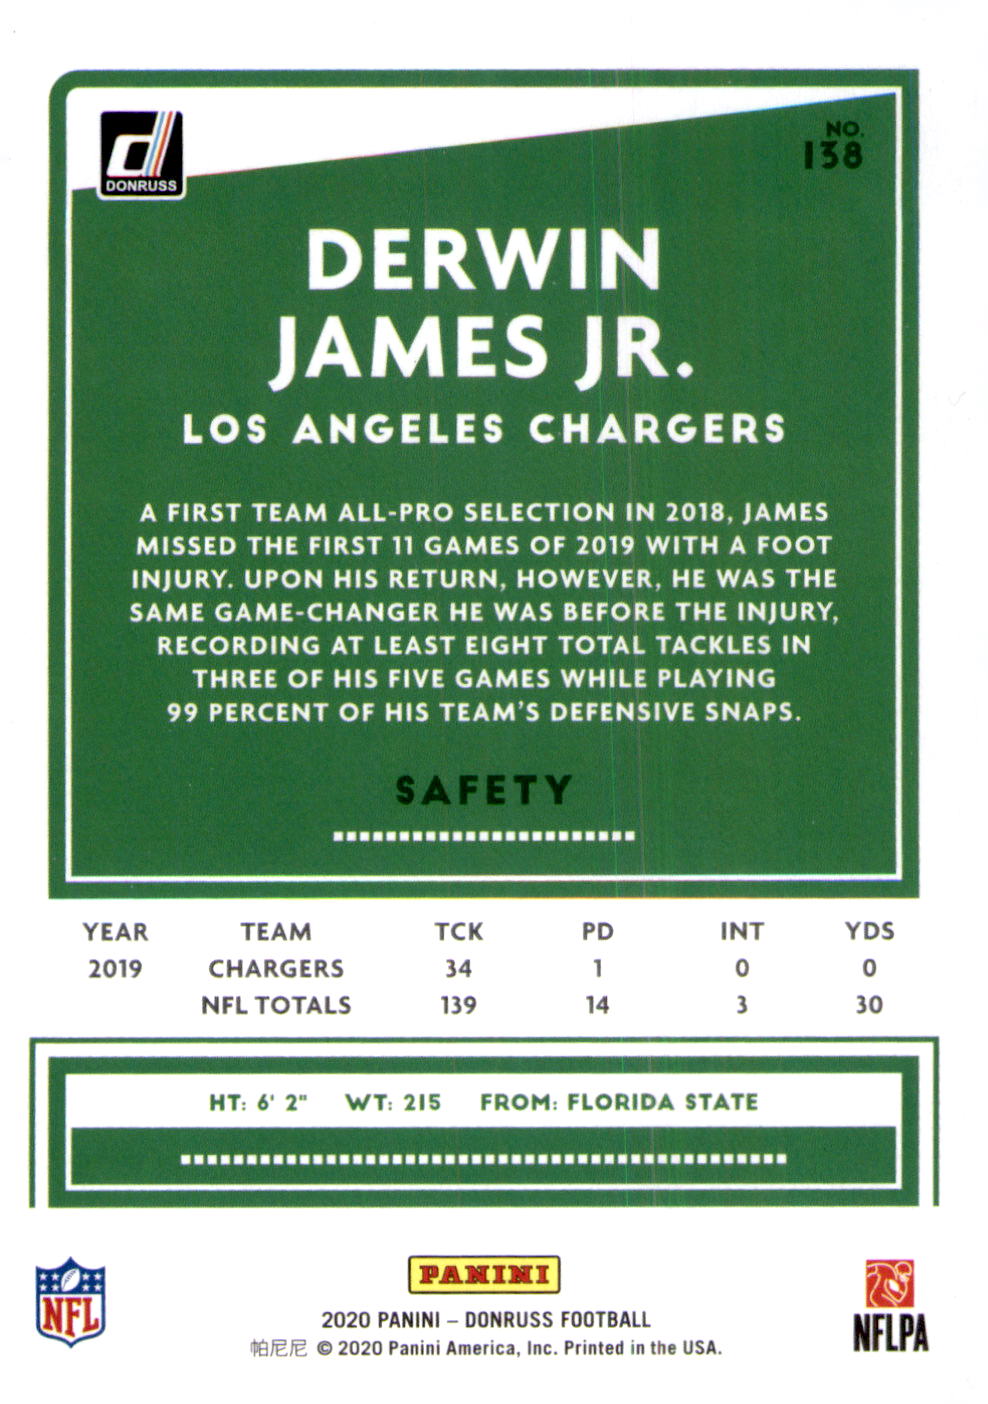 DONRUSS
NO.
138
DERWIN
JAMES JR.
LOS ANGELES CHARGERS
A FIRST TEAM ALL-PRO SELECTION IN 2018, JAMES
MISSED THE FIRST 11 GAMES OF 2019 WITH A FOOT
INJURY. UPON HIS RETURN, HOWEVER, HE WAS THE
SAME GAME-CHANGER HE WAS BEFORE THE INJURY,
RECORDING AT LEAST EIGHT TOTAL TACKLES IN
THREE OF HIS FIVE GAMES WHILE PLAYING
99 PERCENT OF HIS TEAM'S DEFENSIVE SNAPS.
SAFETY
YEAR TEAM TCK PD INT YDS
2019 CHARGERS 34 1 0 0
NFL TOTALS 139 14 3 30
HT: 6' 2" WT: 215 FROM: FLORIDA STATE
NFL
PANINI
2020 PANINI – DONRUSS FOOTBALL
帕尼尼 © 2020 Panini America, Inc. Printed in the USA.
NFLPA